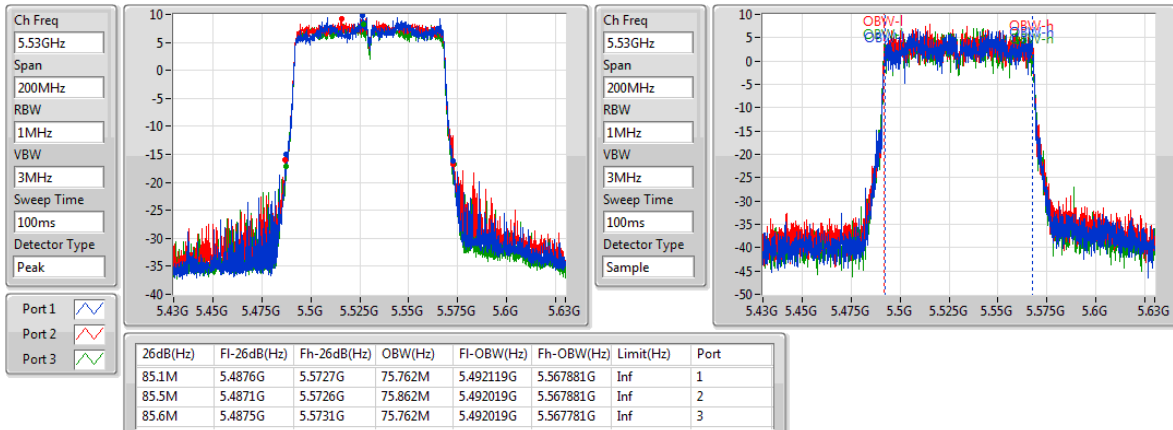 Ch Freq
5.53GHz
Span
200MHz
RBW
1MHz
VBW
3MHz
Sweep Time
100ms
Detector Type
Peak
10
5
0
-5
-10
-15
-20
-25
-30
-35
-40
5.43G 5.45G 5.475G 5.5G 5.525G 5.55G 5.575G 5.6G 5.63G
Ch Freq
5.53GHz
Span
200MHz
RBW
1MHz
VBW
3MHz
Sweep Time
100ms
Detector Type
Sample
10
5
0
-5
-10
-15
-20
-25
-30
-35
-40
-45
-50
OBW-l OBW-h
5.43G 5.45G 5.475G 5.5G 5.525G 5.55G 5.575G 5.6G 5.63G
Port 1
Port 2
Port 3
26dB(Hz) Fl-26dB(Hz) Fh-26dB(Hz) OBW(Hz) Fl-OBW(Hz) Fh-OBW(Hz) Limit(Hz) Port
85.1M 5.4876G 5.5727G 75.762M 5.492119G 5.567881G Inf 1
85.5M 5.4871G 5.5726G 75.862M 5.492019G 5.567881G Inf 2
85.6M 5.4875G 5.5731G 75.762M 5.492019G 5.567781G Inf 3